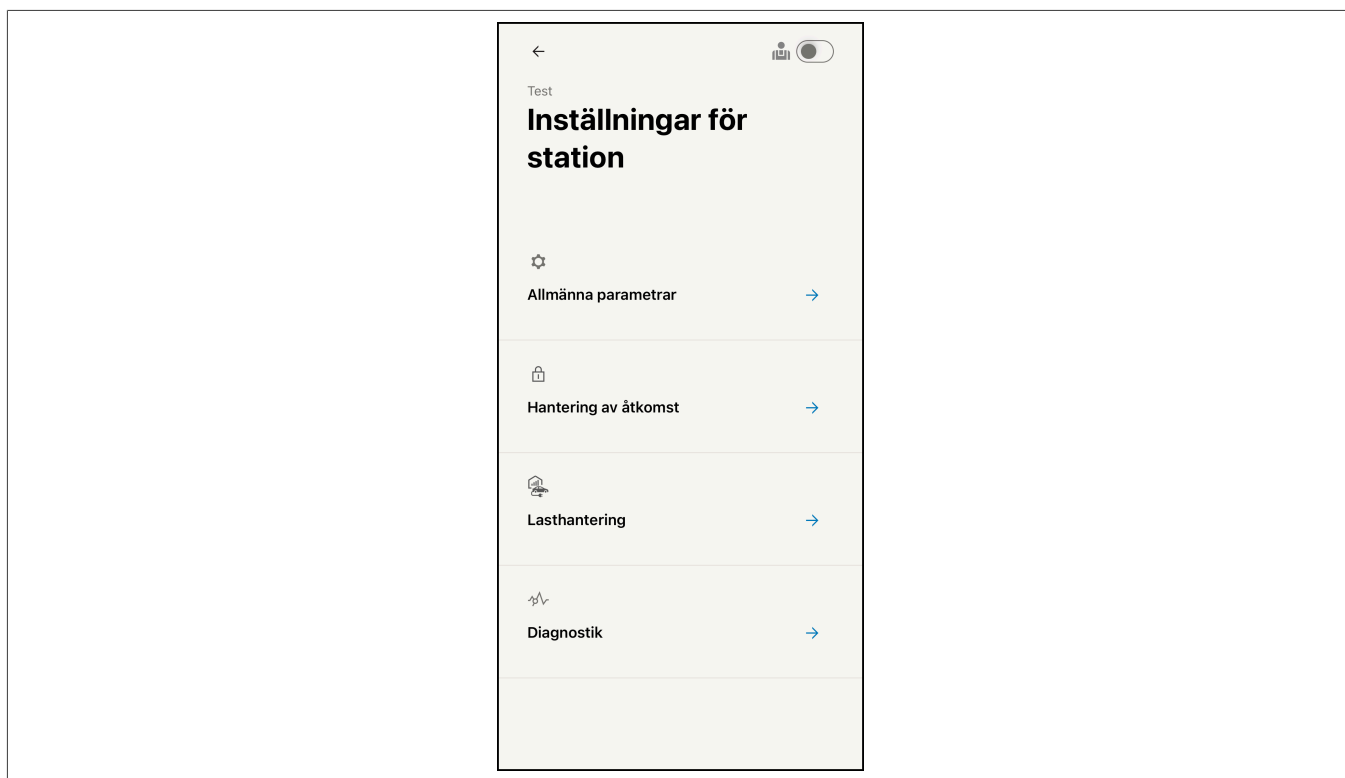 Test
Inställningar för
station
Allmänna parametrar
Hantering av åtkomst
Lasthantering
Diagnostik